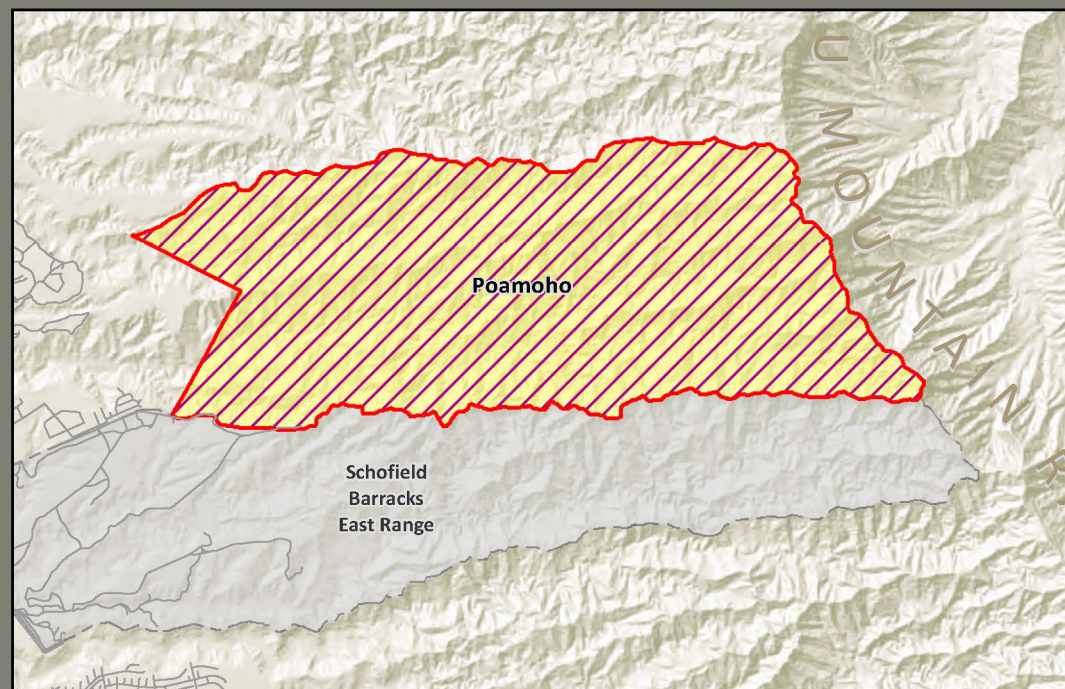 U MOUNTAIN R
Poamoho
Schofield
Barracks
East Range